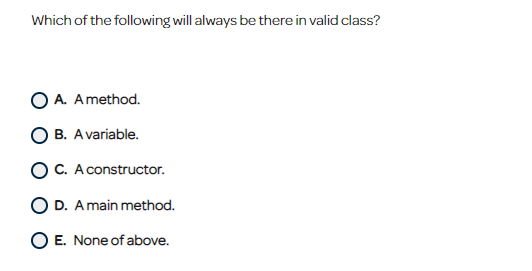 Which of the following will always be there in valid class?
A. A method.
B. A variable.
C. A constructor.
D. A main method.
E. None of above.